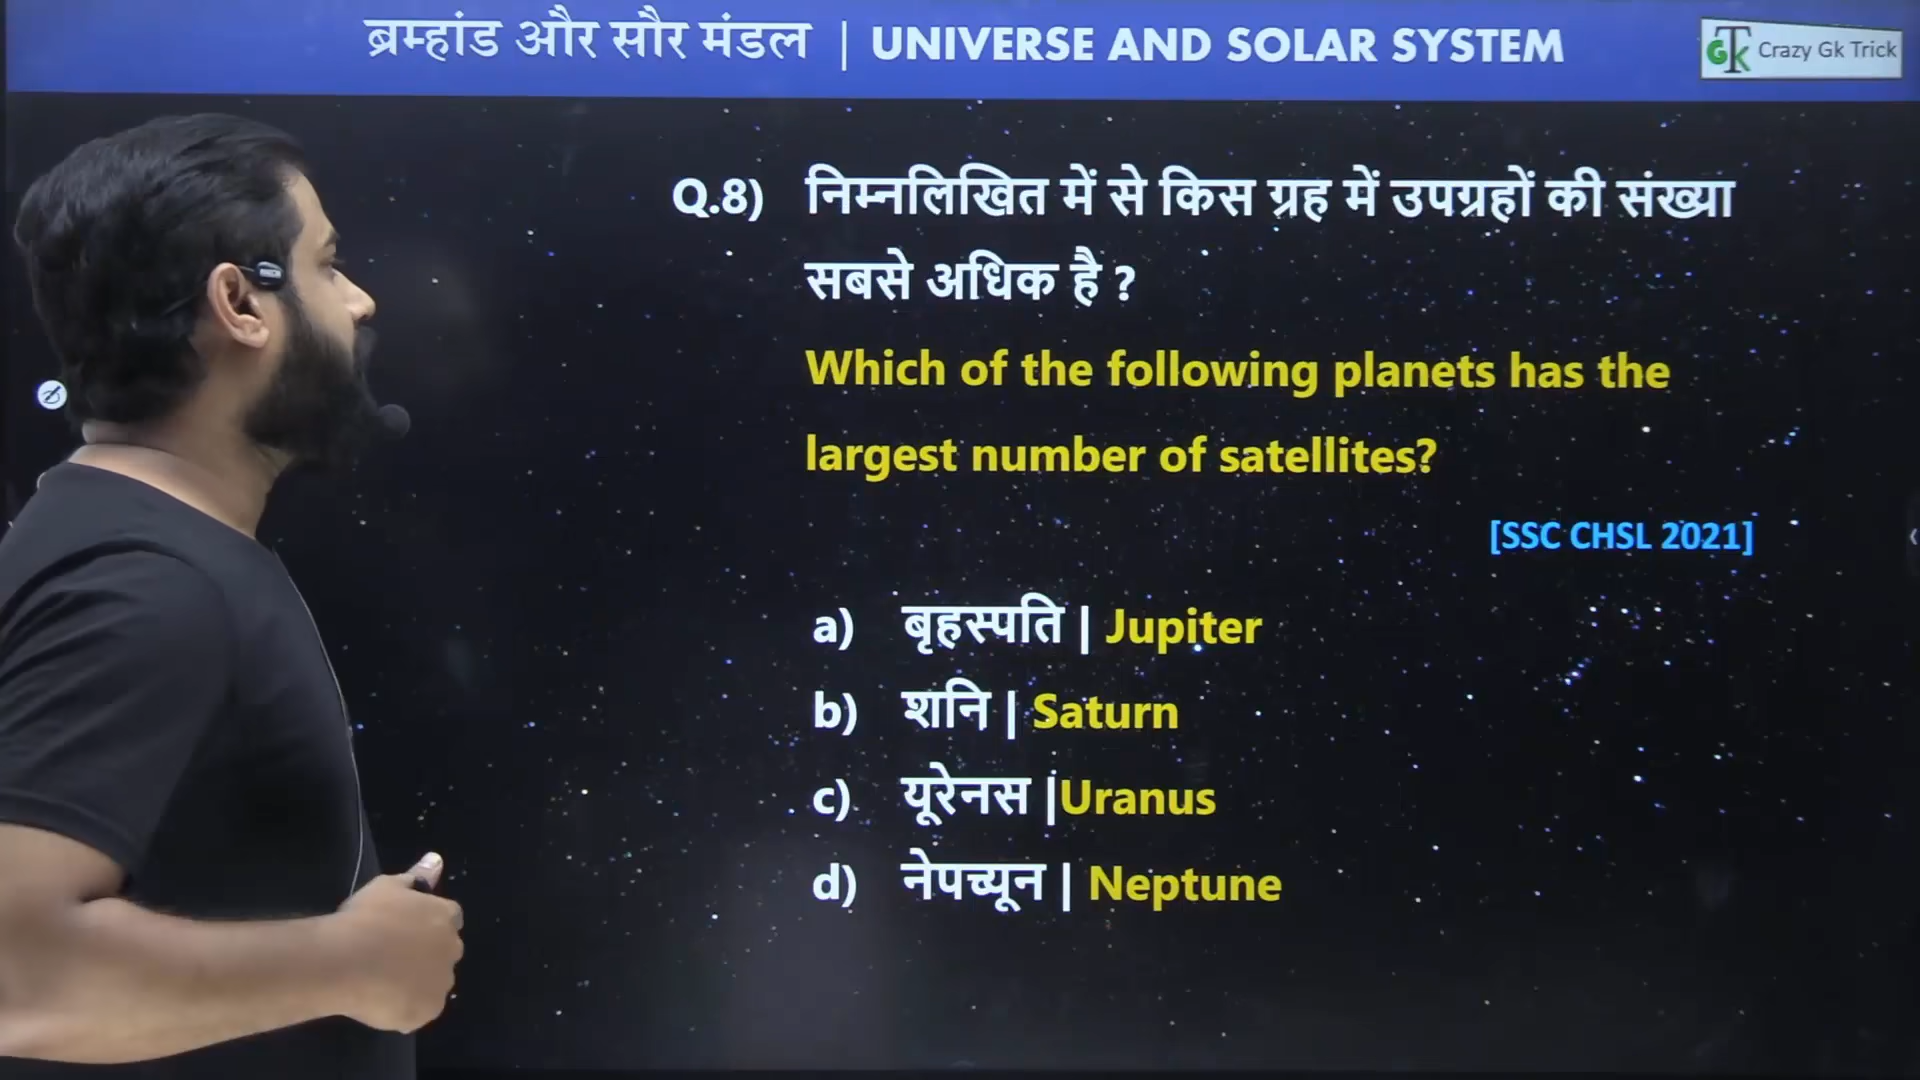 ब्रम्हांड और सौर मंडल | UNIVERSE AND SOLAR SYSTEM
GTK Crazy Gk Trick
Q.8) निम्नलिखित में से किस ग्रह में उपग्रहों की संख्या
सबसे अधिक है ?
Which of the following planets has the
largest number of satellites?
[SSC CHSL 2021]
a) बृहस्पति | Jupiter
b) शनि | Saturn
c) यूरेनस |Uranus
d) नेपच्यून | Neptune